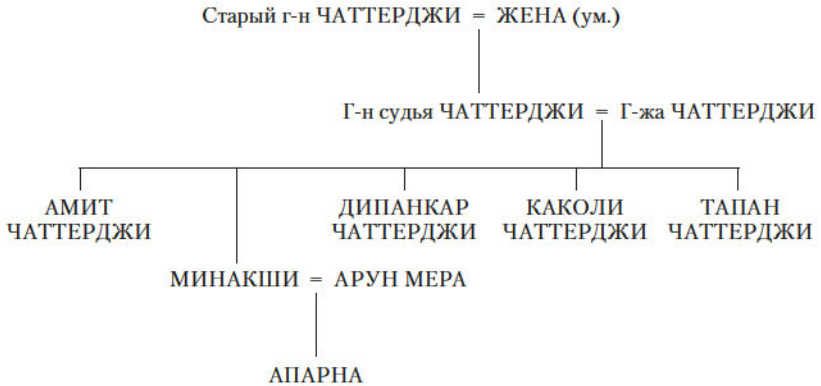 Старый г-н ЧАТТЕРДЖИ = ЖЕНА (ум.)
Г-н судья ЧАТТЕРДЖИ = Г-жа ЧАТТЕРДЖИ
АМИТ ЧАТТЕРДЖИ
ДИПАНКАР ЧАТТЕРДЖИ
КАКОЛИ ЧАТТЕРДЖИ
ТАПАН ЧАТТЕРДЖИ
МИНАКШИ = АРУН МЕРА
АПАРНА